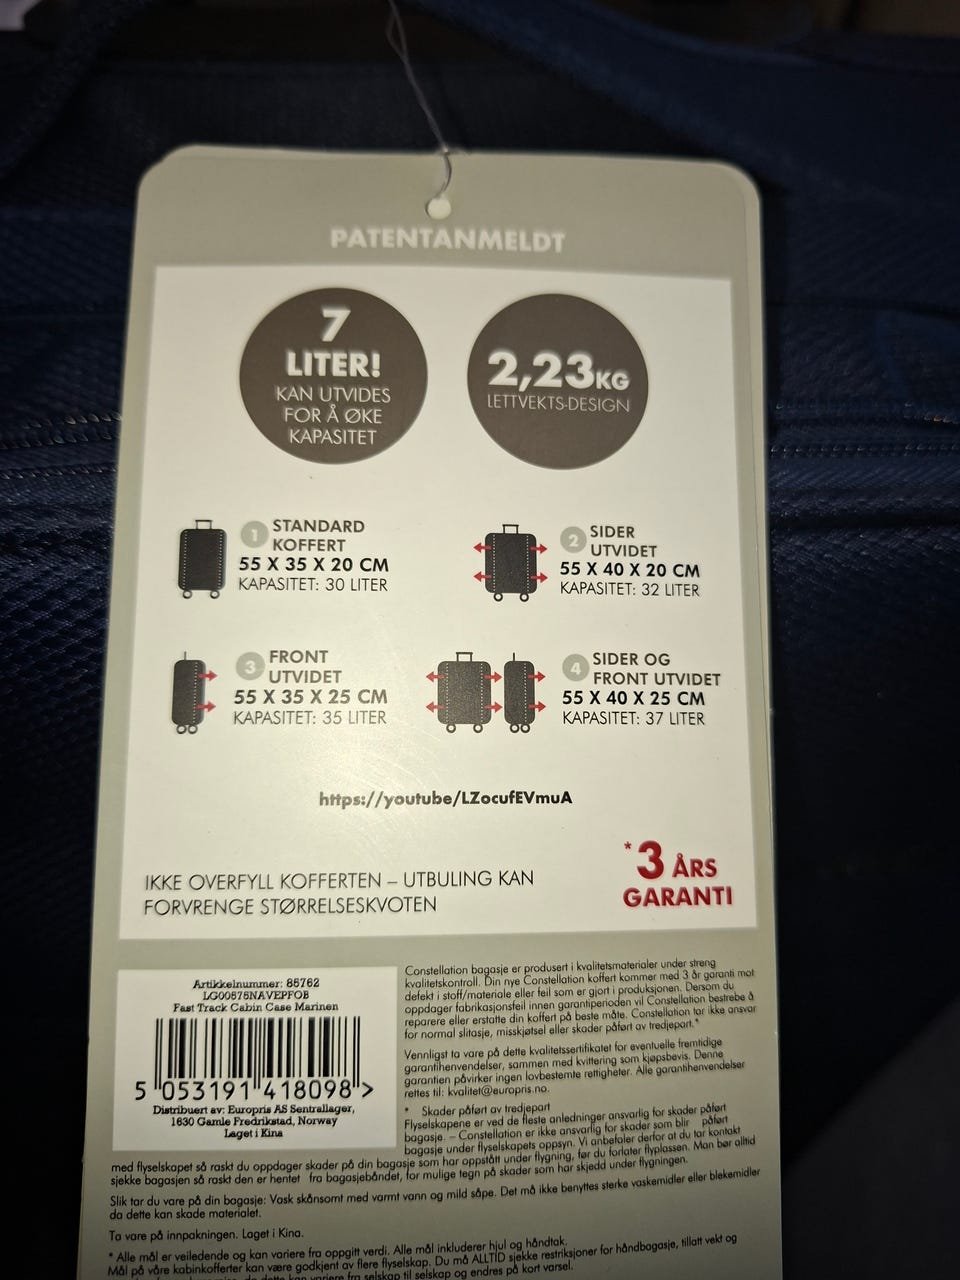 PATENTANMELDT
7
LITER!
KAN UTVIDES
FOR Å ØKE
KAPASITET
2,23KG
LETTVEKTS-DESIGN
1 STANDARD
KOFFERT
55 X 35 X 20 CM
KAPASITET: 30 LITER
2 SIDER
UTVIDET
55 X 40 X 20 CM
KAPASITET: 32 LITER
3 FRONT
UTVIDET
55 X 35 X 25 CM
KAPASITET: 35 LITER
4 SIDER OG
FRONT UTVIDET
55 X 40 X 25 CM
KAPASITET: 37 LITER
https://youtube/LZocufEVmuA
IKKE OVERFYLL KOFFERTEN – UTBULING KAN
FORVRENGE STØRRELSESKVOTEN
*3 ÅRS
GARANTI
Artikkelnummer: 85762
LG00575NAVEPFOB
Fast Track Cabin Case Marinen
5 053191 418098 >
Distribuert av: Europris AS Sentrallager,
1630 Gamle Fredrikstad, Norway
Laget i Kina
Constellation bagasje er produsert i kvalitetsmaterialer under streng
kvalitetskontroll. Din nye Constellation koffert kommer med 3 år garanti mot
defekt i stoff/materiale eller feil som er gjort i produksjonen. Dersom du
oppdager fabrikasjonsfeil innen garantiperioden vil Constellation bestrebe å
reparere eller erstatte din koffert på beste måte. Constellation tar ikke ansvar
for normal slitasje, misskjøtsel eller skader påført av tredjepart.*
Vennligst ta vare på dette kvalitetssertifikatet for eventuelle fremtidige
garantihenvendelser, sammen med kvittering som kjøpsbevis. Denne
garantien påvirker ingen lovbestemte rettigheter. Alle garantihenvendelser
rettes til: kvalitet@europris.no.
* Skader påført av tredjepart
Flyselskapene er ved de fleste anledninger ansvarlig for skader påført
bagasje. – Constellation er ikke ansvarlig for skader som blir påført
bagasje under flyselskapets oppsyn. Vi anbefaler derfor at du tar kontakt
med flyselskapet så raskt du oppdager skader på din bagasje som har oppstått under flygning, før du forlater flyplassen. Man bør alltid
sjekke bagasjen så raskt den er hentet fra bagasjebåndet, for mulige tegn på skader som har skjedd under flygningen.
Slik tar du vare på din bagasje: Vask skånsomt med varmt vann og mild såpe. Det må ikke benyttes sterke vaskemidler eller blekemidler
da dette kan skade materialet.
Ta vare på innpakningen. Laget i Kina.
* Alle mål er veiledende og kan variere fra oppgitt verdi. Alle mål inkluderer hjul og håndtak.
Mål på våre kabinkofferter kan være godkjent av flere flyselskap. Du må ALLTID sjekke restriksjoner for håndbagasje, tillatt vekt og
da dette kan variere fra selskap til selskap og endres på kort varsel.